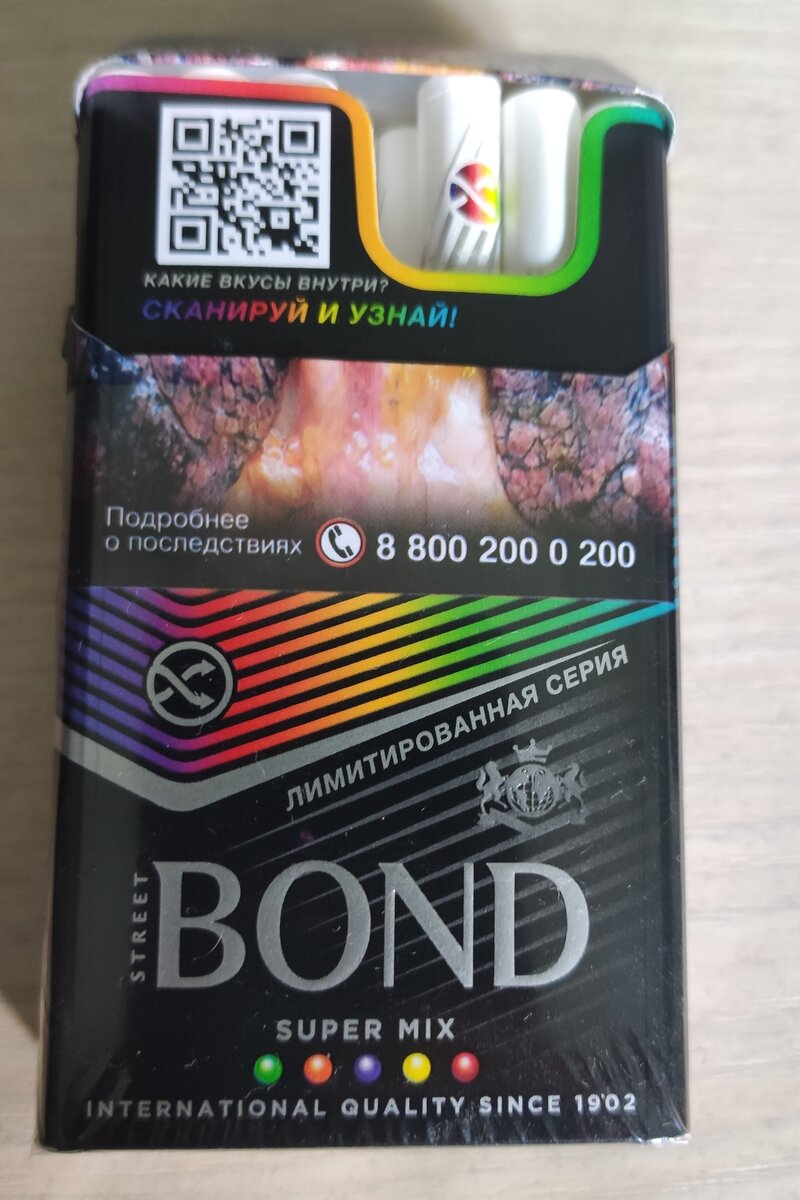 КАКИЕ ВКУСЫ ВНУТРИ?
СКАНИРУЙ И УЗНАЙ!
Подробнее
о последствиях
8 800 200 0 200
ЛИМИТИРОВАННАЯ СЕРИЯ
STREET
BOND
SUPER MIX
INTERNATIONAL QUALITY SINCE 1902